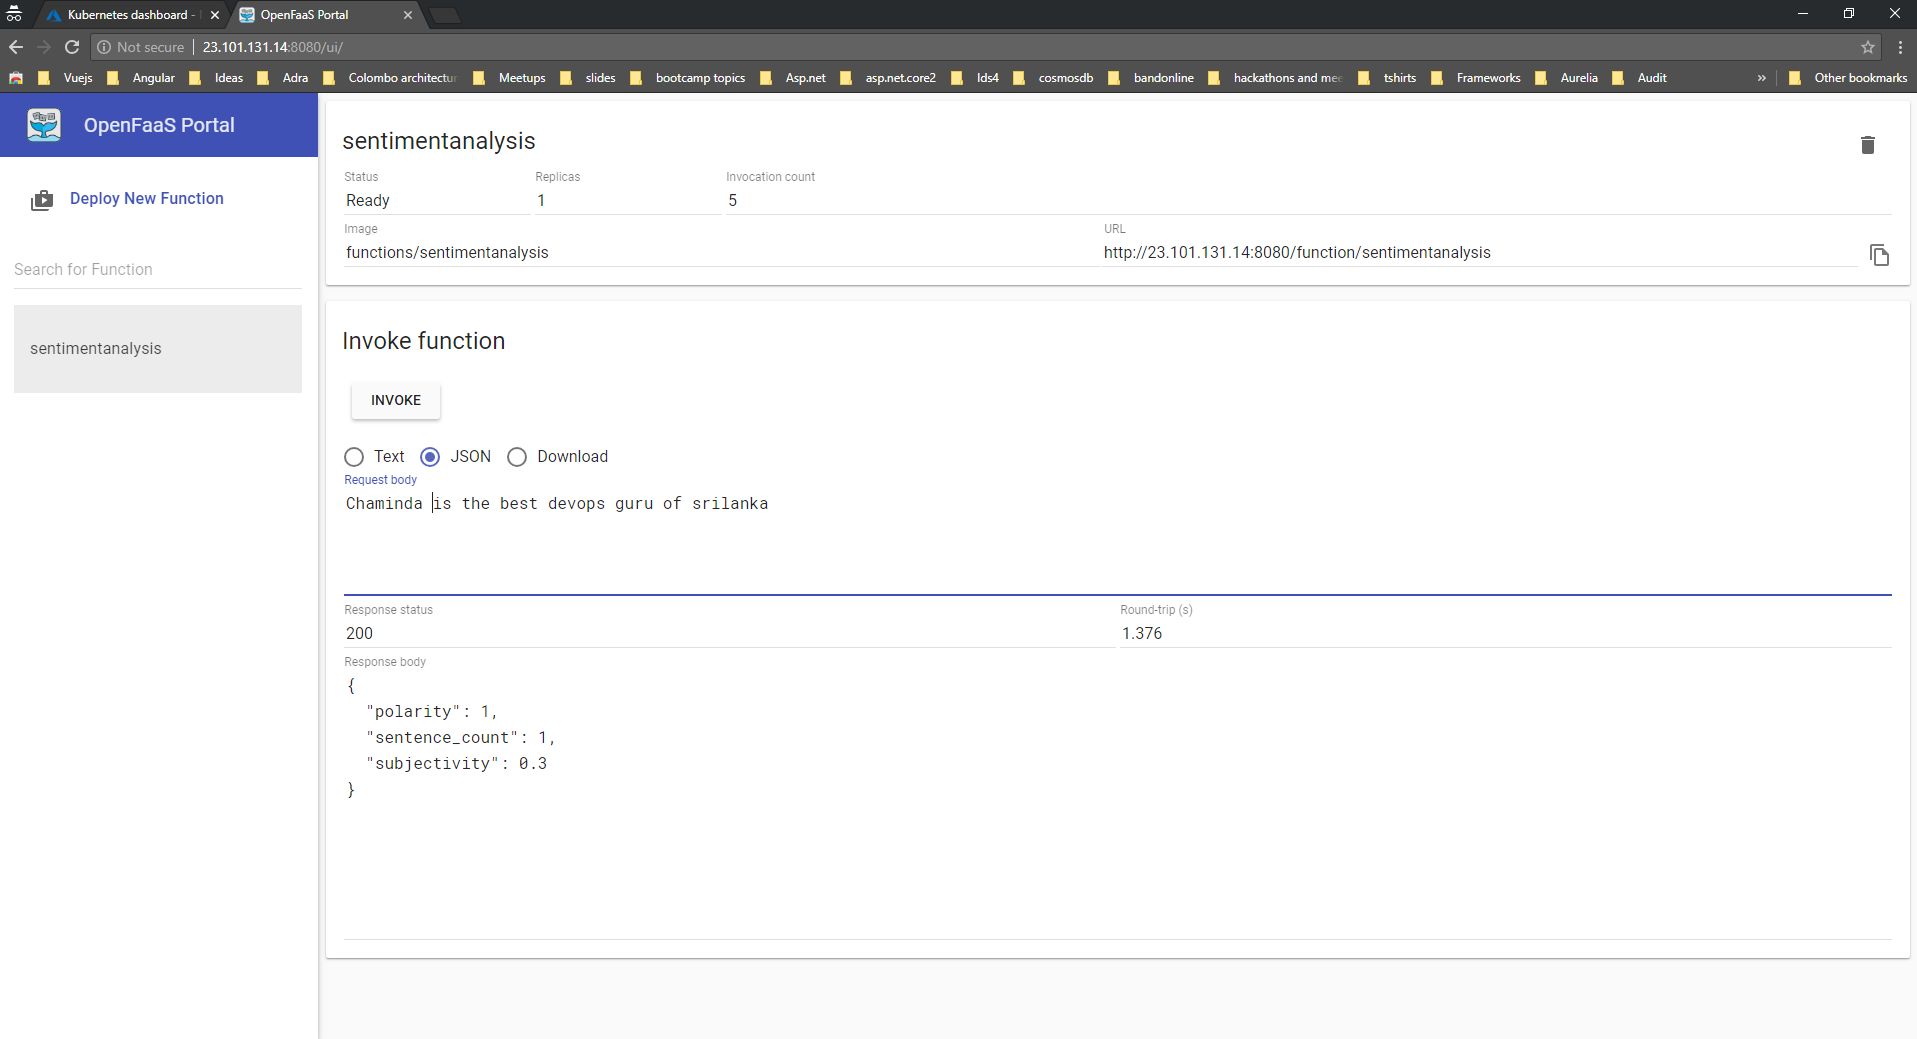 Kubernetes dashboard -
OpenFaaS Portal
Not secure 23.101.131.14:8080/ui/
Vuejs Angular Ideas Adra Colombo architectur Meetups slides bootcamp topics Asp.net asp.net.core2 Ids4 cosmosdb bandonline hackathons and mee tshirts Frameworks Aurelia Audit » Other bookmarks
OpenFaaS Portal
Deploy New Function
Search for Function
sentimentanalysis
sentimentanalysis
Status Replicas Invocation count
Ready 1 5
Image URL
functions/sentimentanalysis http://23.101.131.14:8080/function/sentimentanalysis
Invoke function
INVOKE
Text JSON Download
Request body
Chaminda is the best devops guru of srilanka
Response status Round-trip (s)
200 1.376
Response body
{
"polarity": 1,
"sentence_count": 1,
"subjectivity": 0.3
}